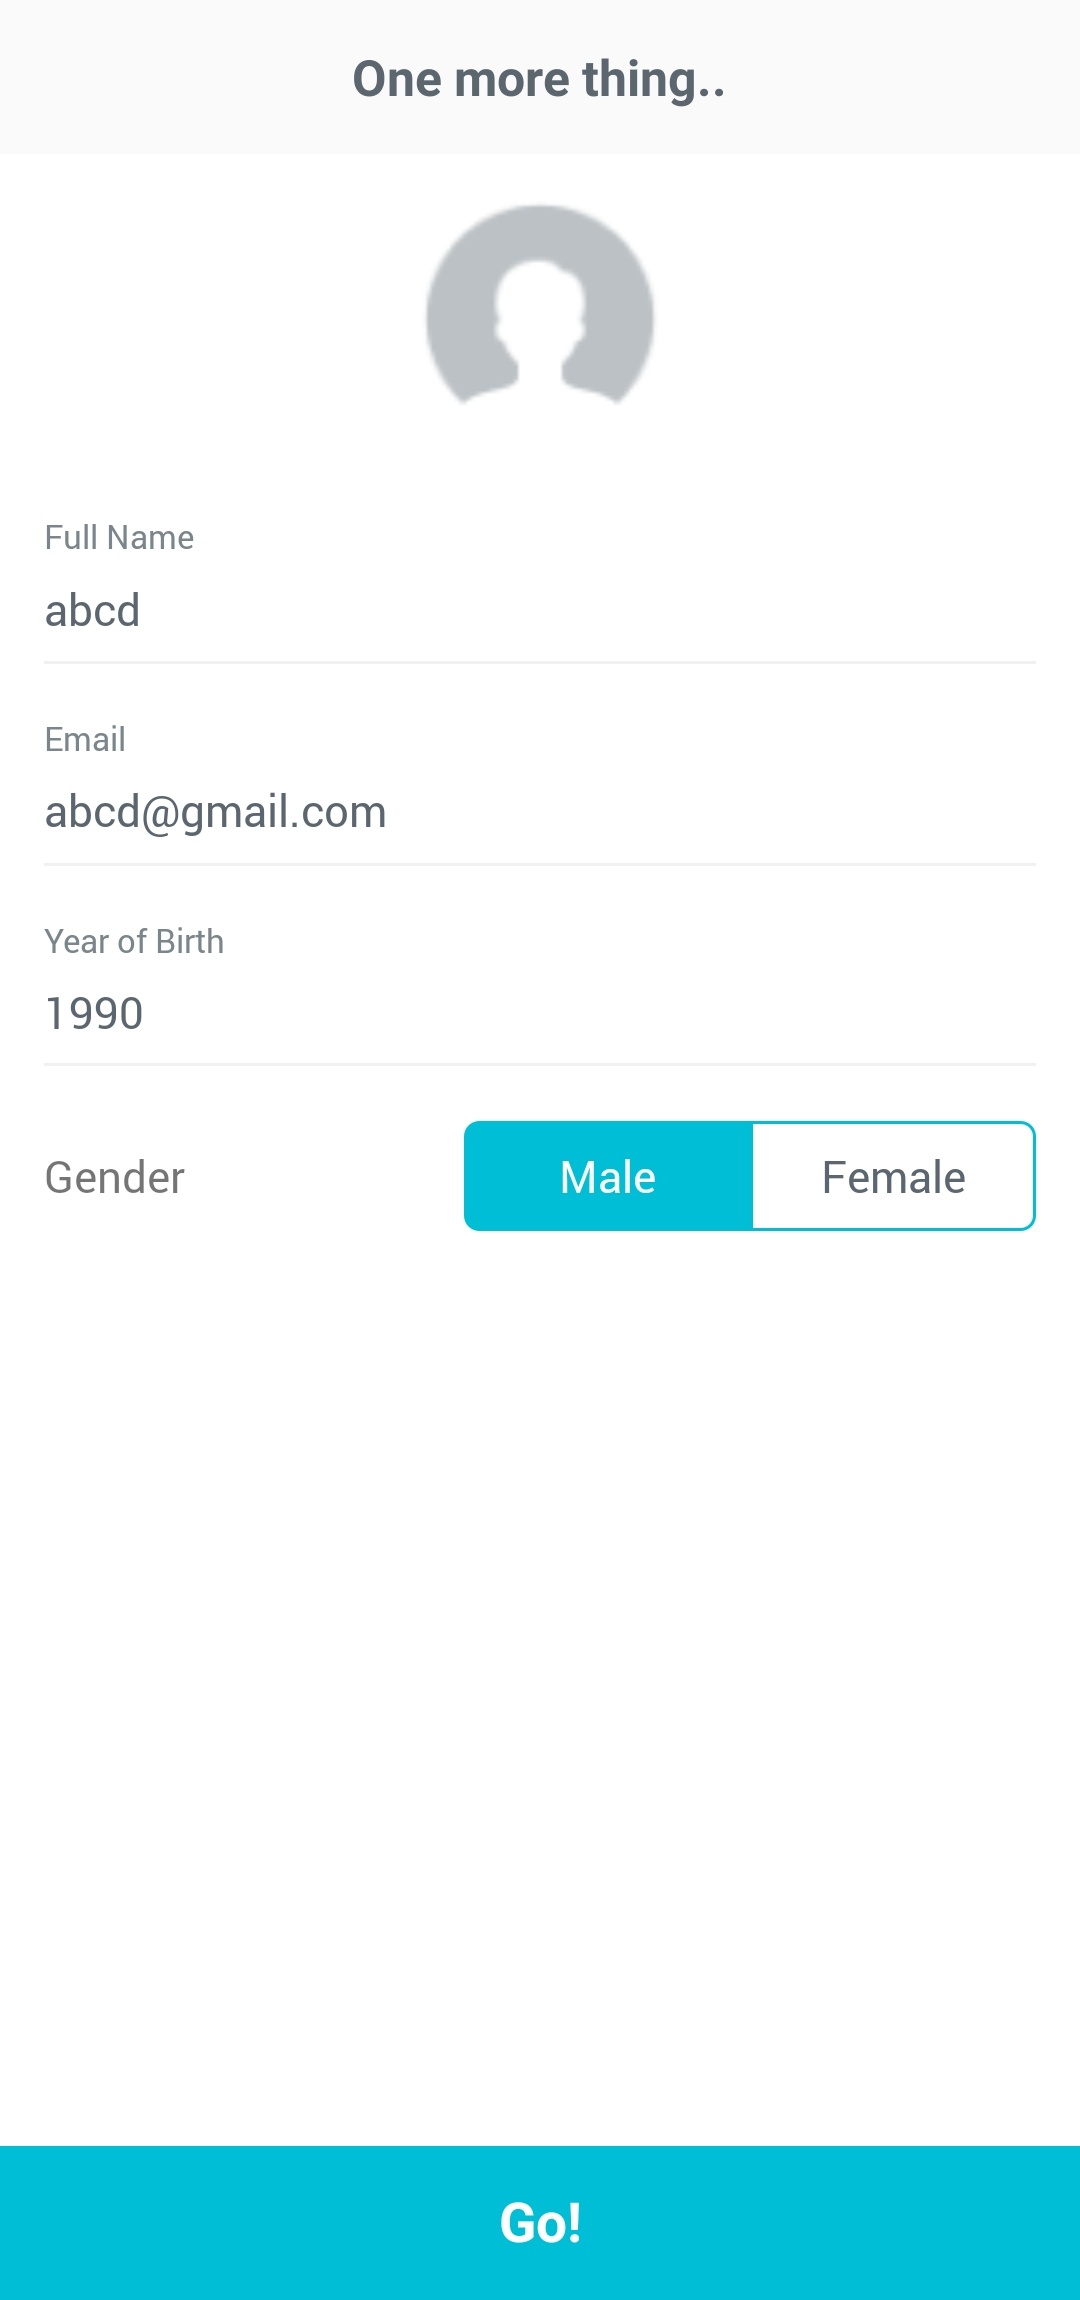 One more thing..
Full Name
abcd
Email
abcd@gmail.com
Year of Birth
1990
Gender Male Female
Go!